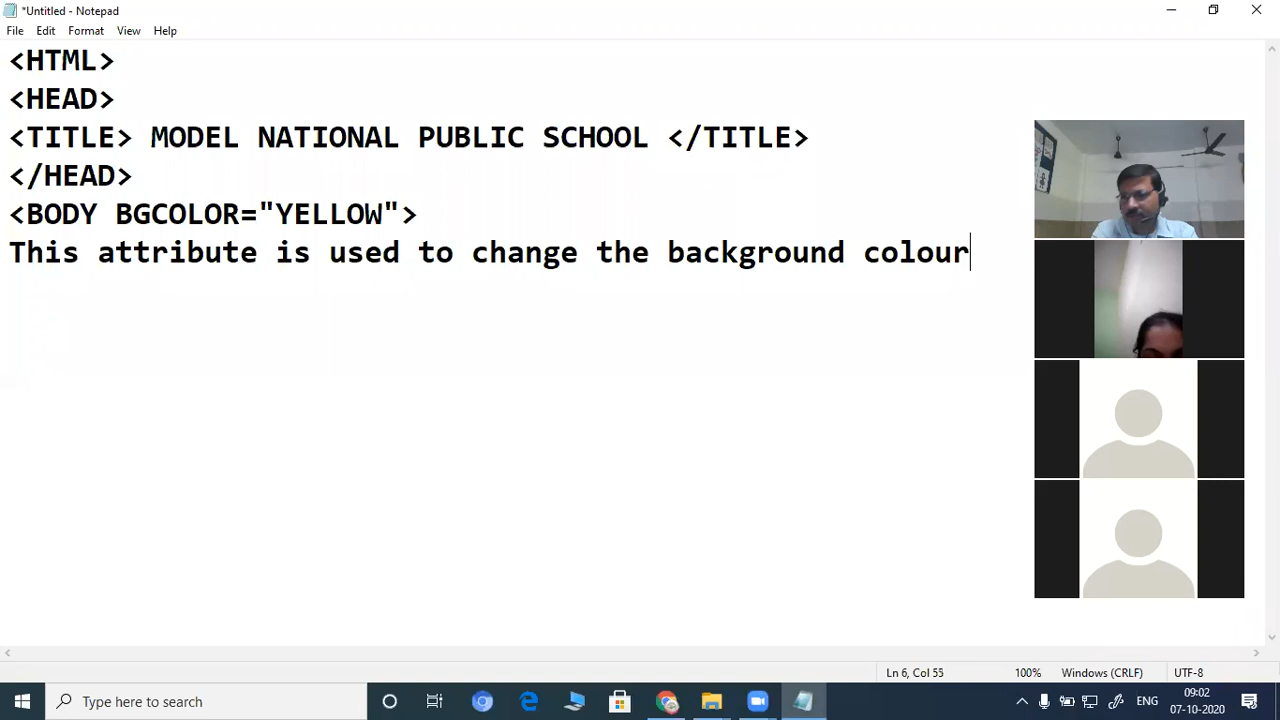 *Untitled - Notepad
File Edit Format View Help
<HTML>
<HEAD>
<TITLE> MODEL NATIONAL PUBLIC SCHOOL </TITLE>
</HEAD>
<BODY BGCOLOR="YELLOW">
This attribute is used to change the background colour
Ln 6, Col 55 100% Windows (CRLF) UTF-8
Type here to search
ENG
09:02
07-10-2020